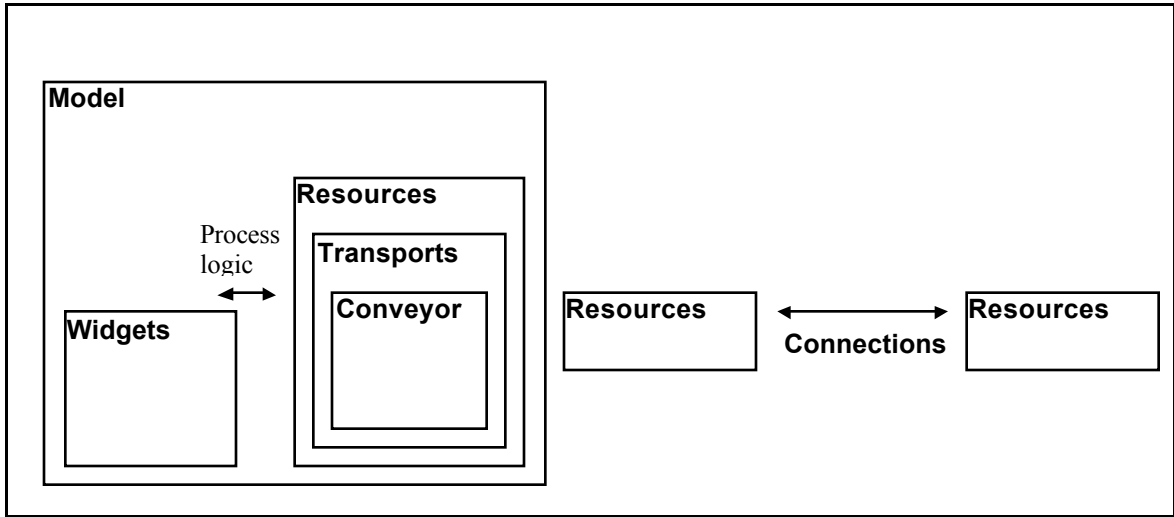 Model
Resources
Process
logic
Transports
Conveyor
Widgets
Resources
Connections
Resources